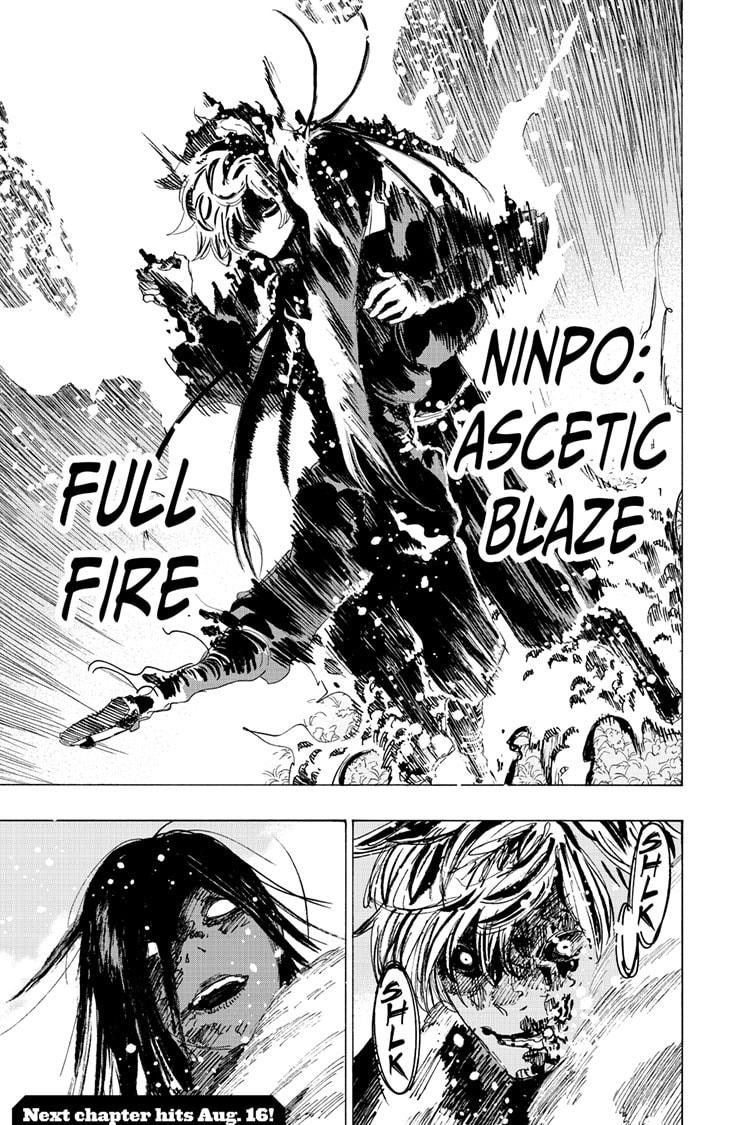 NINPO:
ASCETIC
BLAZE
FULL
FIRE
SHLK
SHLK
Next chapter hits Aug. 16!